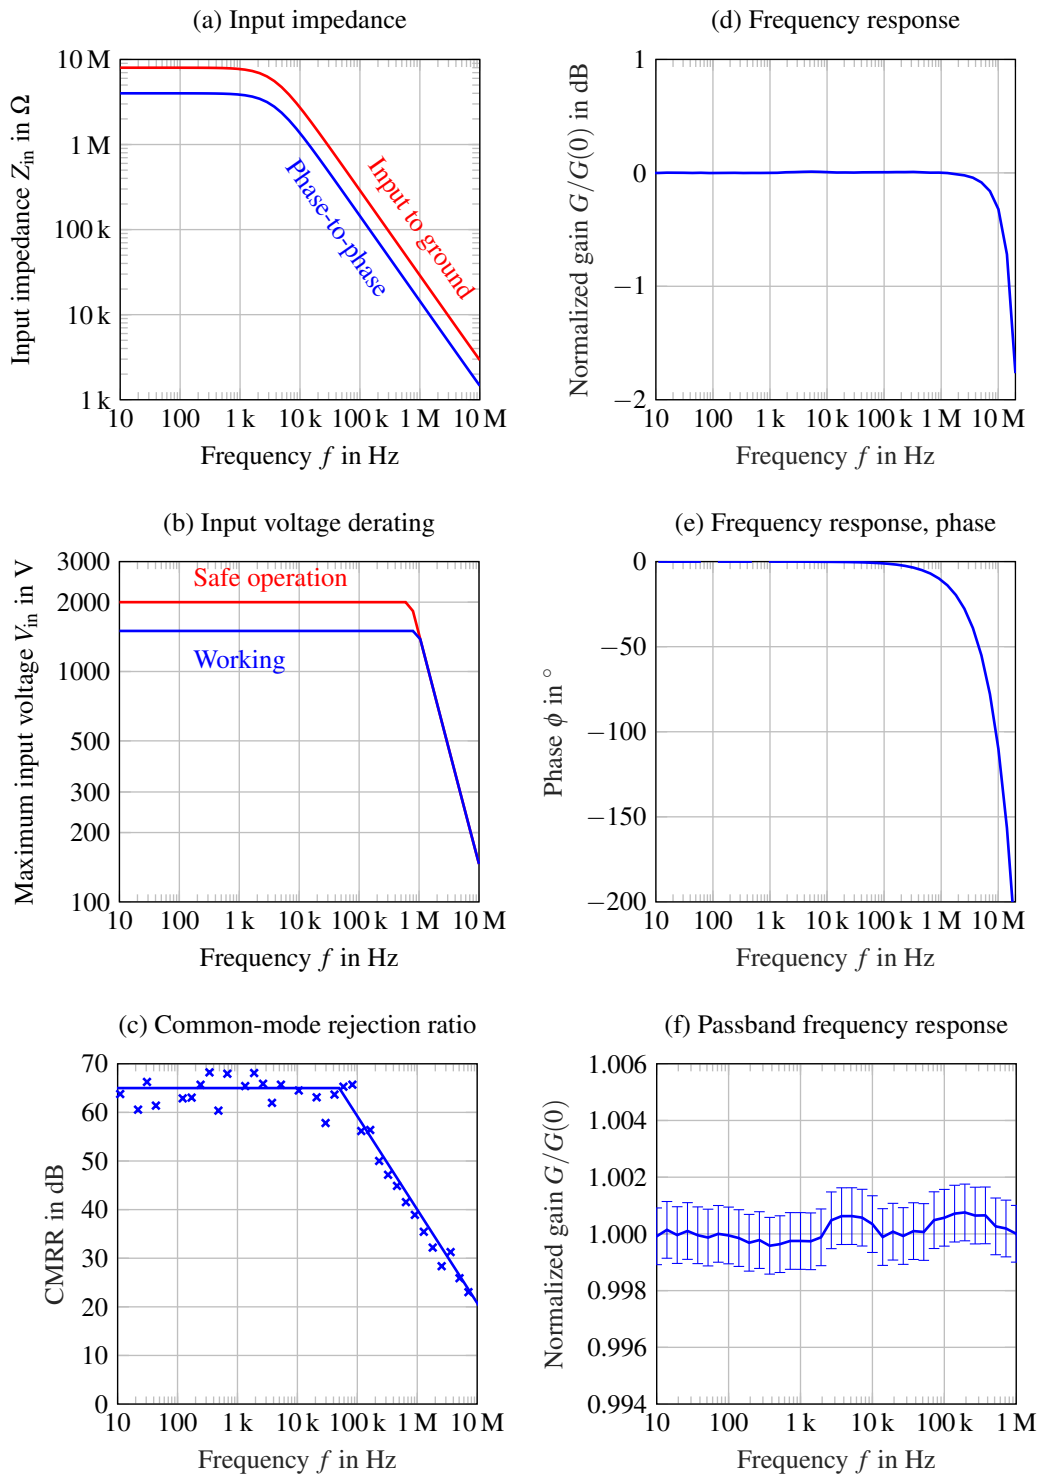 (a) Input impedance
Input impedance Z_in in Ω
10 M
1 M
100 k
10 k
1 k
Input to ground
Phase-to-phase
10 100 1 k 10 k 100 k 1 M 10 M
Frequency f in Hz
(d) Frequency response
Normalized gain G/G(0) in dB
1
0
−1
−2
10 100 1 k 10 k 100 k 1 M 10 M
Frequency f in Hz
(b) Input voltage derating
Maximum input voltage V_in in V
3000
2000
1000
500
300
200
100
Safe operation
Working
10 100 1 k 10 k 100 k 1 M 10 M
Frequency f in Hz
(e) Frequency response, phase
Phase ϕ in °
0
−50
−100
−150
−200
10 100 1 k 10 k 100 k 1 M 10 M
Frequency f in Hz
(c) Common-mode rejection ratio
CMRR in dB
70
60
50
40
30
20
10
0
10 100 1 k 10 k 100 k 1 M 10 M
Frequency f in Hz
(f) Passband frequency response
Normalized gain G/G(0)
1.006
1.004
1.002
1.000
0.998
0.996
0.994
10 100 1 k 10 k 100 k 1 M
Frequency f in Hz